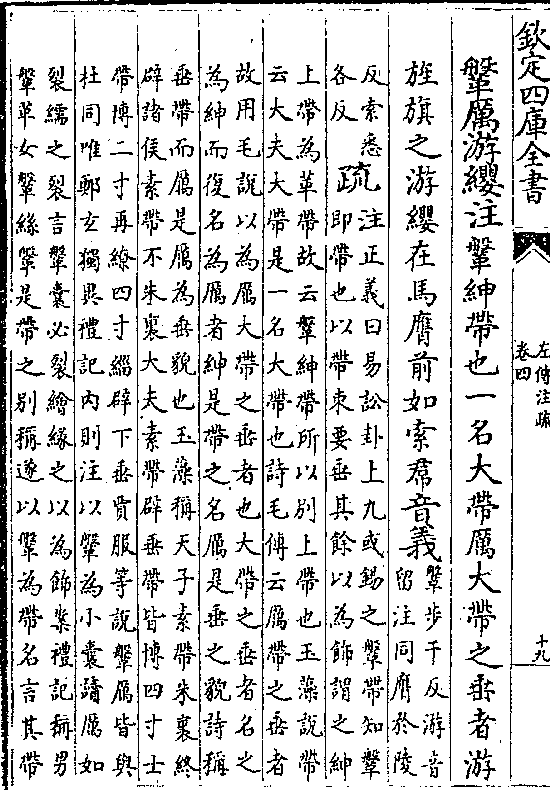 欽定四庫全書
左傳注疏
卷四
十九
鞶厲游纓注鞶紳帶也一名大帶厲大帶之垂者游
旌旗之游纓在馬膺前如索帬音義
鞶步干反游音
留注同膺於陵
反索悉
各反
疏
注正義曰易訟卦上九或錫之鞶帶知鞶
即帶也以帶束要垂其餘以為飾謂之紳
上帶為革帶故云鞶紳帶所以別上帶也玉藻說帶
云大夫大帶是一名大帶也詩毛傳云厲帶之垂者
故用毛說以為厲大帶之垂者也大帶之垂者名之
為紳而復名為厲者紳是帶之名厲是垂之貌詩稱
垂帶而厲是厲為垂貌也玉藻稱天子素帶朱裏終
辟諸侯素帶不朱裏大夫素帶辟垂帶皆博四寸士
帶博二寸再繚四寸緇辟下垂賈服等說鞶厲皆與
杜同唯鄭玄獨異禮記內則注以鞶為小囊讀厲如
裂繻之裂言鞶囊必裂繒緣之以為飾案禮記稱男
鞶革女鞶絲鞶是帶之別稱遂以鞶為帶名言其帶